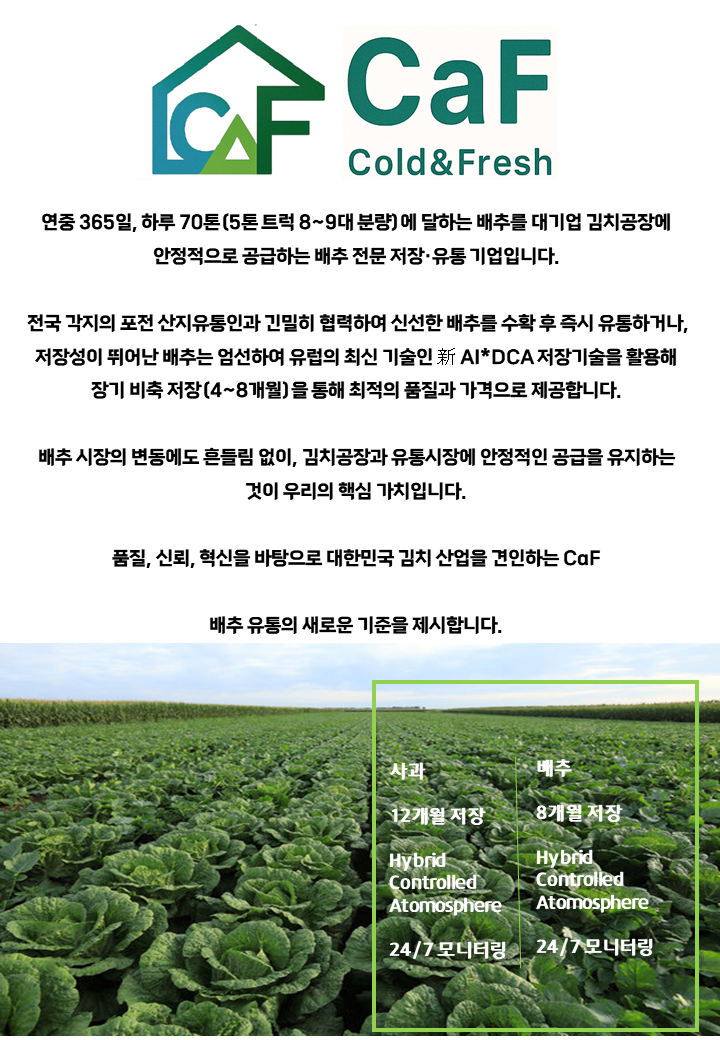 CAF
CaF
Cold&Fresh
연중 365일, 하루 70톤(5톤 트럭 8~9대 분량)에 달하는 배추를 대기업 김치공장에
안정적으로 공급하는 배추 전문 저장·유통 기업입니다.
전국 각지의 포전 산지유통인과 긴밀히 협력하여 신선한 배추를 수확 후 즉시 유통하거나,
저장성이 뛰어난 배추는 엄선하여 유럽의 최신 기술인 新 AI*DCA 저장기술을 활용해
장기 비축 저장(4~8개월)을 통해 최적의 품질과 가격으로 제공합니다.
배추 시장의 변동에도 흔들림 없이, 김치공장과 유통시장에 안정적인 공급을 유지하는
것이 우리의 핵심 가치입니다.
품질, 신뢰, 혁신을 바탕으로 대한민국 김치 산업을 견인하는 CaF
배추 유통의 새로운 기준을 제시합니다.
사과
12개월 저장
Hybrid
Controlled
Atomosphere
24/7 모니터링
배추
8개월 저장
Hybrid
Controlled
Atomosphere
24/7 모니터링